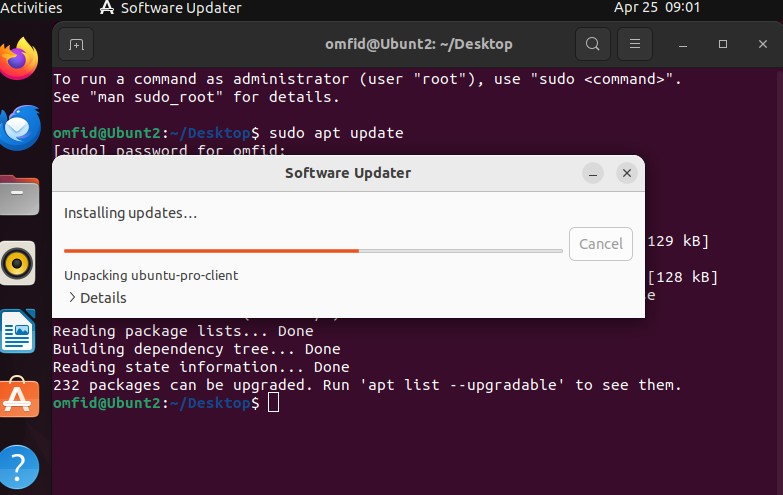 Activities Software Updater Apr 25 09:01
omfid@Ubunt2: ~/Desktop
To run a command as administrator (user "root"), use "sudo <command>".
See "man sudo_root" for details.
omfid@Ubunt2:~/Desktop$ sudo apt update
[sudo] password for omfid:
Software Updater
Installing updates…
Cancel
129 kB]
Unpacking ubuntu-pro-client
[128 kB]
Details
Reading package lists... Done
Building dependency tree... Done
Reading state information... Done
232 packages can be upgraded. Run 'apt list --upgradable' to see them.
omfid@Ubunt2:~/Desktop$